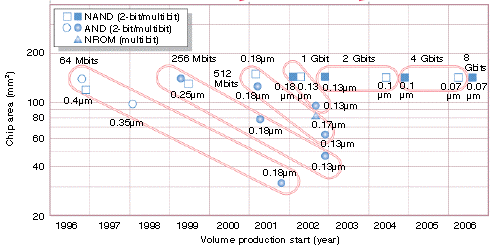 NAND (2-bit/multibit)
AND (2-bit/multibit)
NROM (multibit)
64 Mbits
256 Mbits
0.18µm
1 Gbit
2 Gbits
4 Gbits
8 Gbits
512 Mbits
200
100
80
60
40
20
Chip area (mm²)
0.4µm
0.35µm
0.25µm
0.18µm
0.18 µm
0.13 µm
0.13µm
0.1 µm
0.1 µm
0.07 µm
0.07 µm
0.18µm
0.13µm
0.17µm
0.13µm
0.13µm
0.18µm
1996 1997 1998 1999 2000 2001 2002 2003 2004 2005 2006
Volume production start (year)